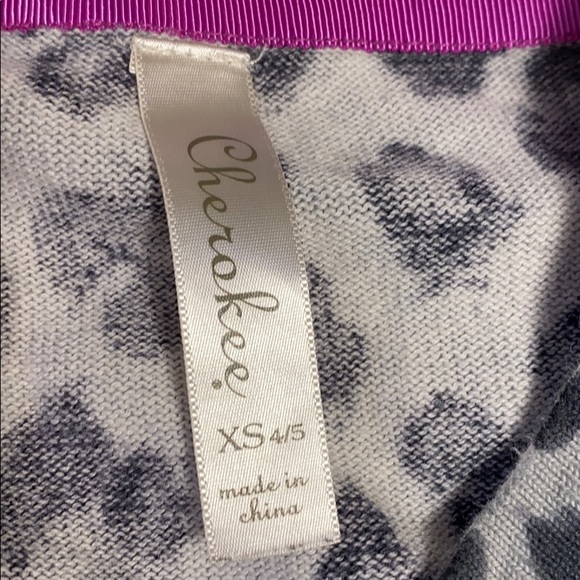 Cherokee
XS 4/5
made in
china